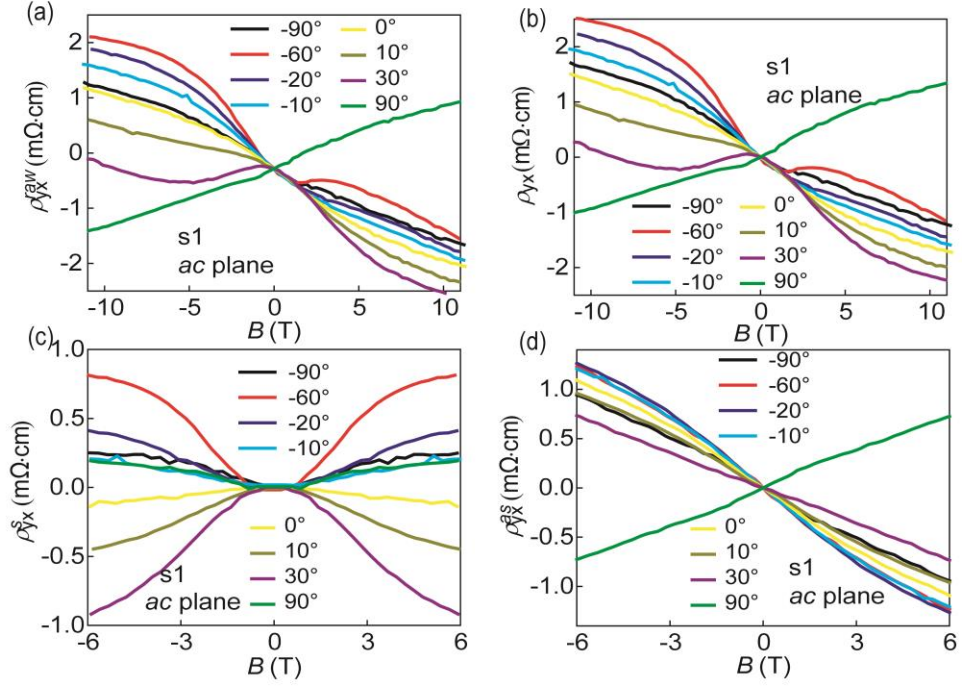 (a)
-90° 0°
-60° 10°
-20° 30°
-10° 90°
s1
ac plane
ρyx^raw (mΩ·cm)
2
1
0
-1
-2
-10 -5 0 5 10
B (T)
(b)
s1
ac plane
-90° 0°
-60° 10°
-20° 30°
-10° 90°
ρyx (mΩ·cm)
2
1
0
-1
-2
-10 -5 0 5 10
B (T)
(c)
-90°
-60°
-20°
-10°
0°
10°
30°
90°
s1
ac plane
ρyx^s (mΩ·cm)
1.0
0.5
0.0
-0.5
-1.0
-6 -3 0 3 6
B (T)
(d)
-90°
-60°
-20°
-10°
0°
10°
30°
90°
s1
ac plane
ρyx^as (mΩ·cm)
1.0
0.5
0.0
-0.5
-1.0
-6 -3 0 3 6
B (T)